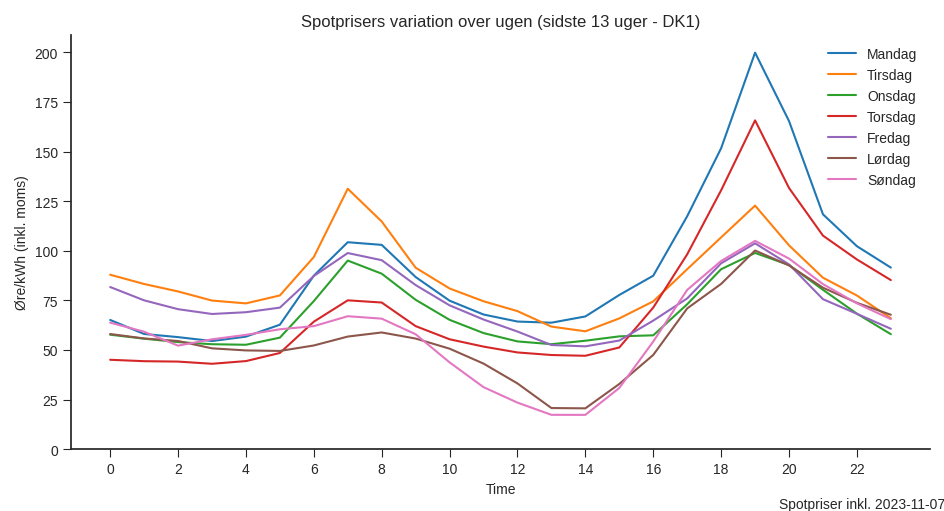 Spotprisers variation over ugen (sidste 13 uger - DK1)
Mandag
Tirsdag
Onsdag
Torsdag
Fredag
Lørdag
Søndag
Øre/kWh (inkl. moms)
200
175
150
125
100
75
50
25
0
0 2 4 6 8 10 12 14 16 18 20 22
Time
Spotpriser inkl. 2023-11-07